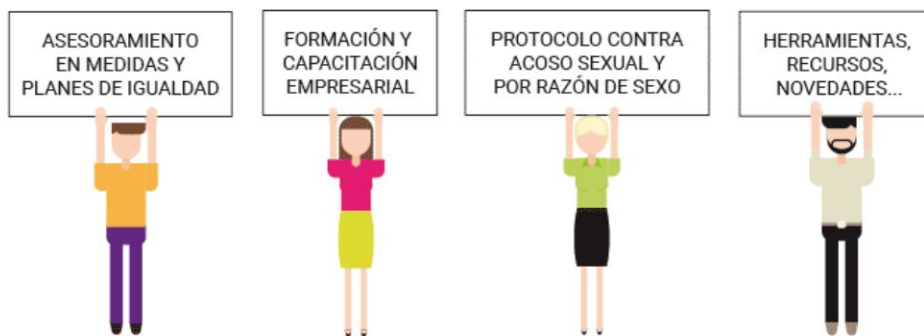 ASESORAMIENTO
EN MEDIDAS Y
PLANES DE IGUALDAD
FORMACIÓN Y
CAPACITACIÓN
EMPRESARIAL
PROTOCOLO CONTRA
ACOSO SEXUAL Y
POR RAZÓN DE SEXO
HERRAMIENTAS,
RECURSOS,
NOVEDADES...